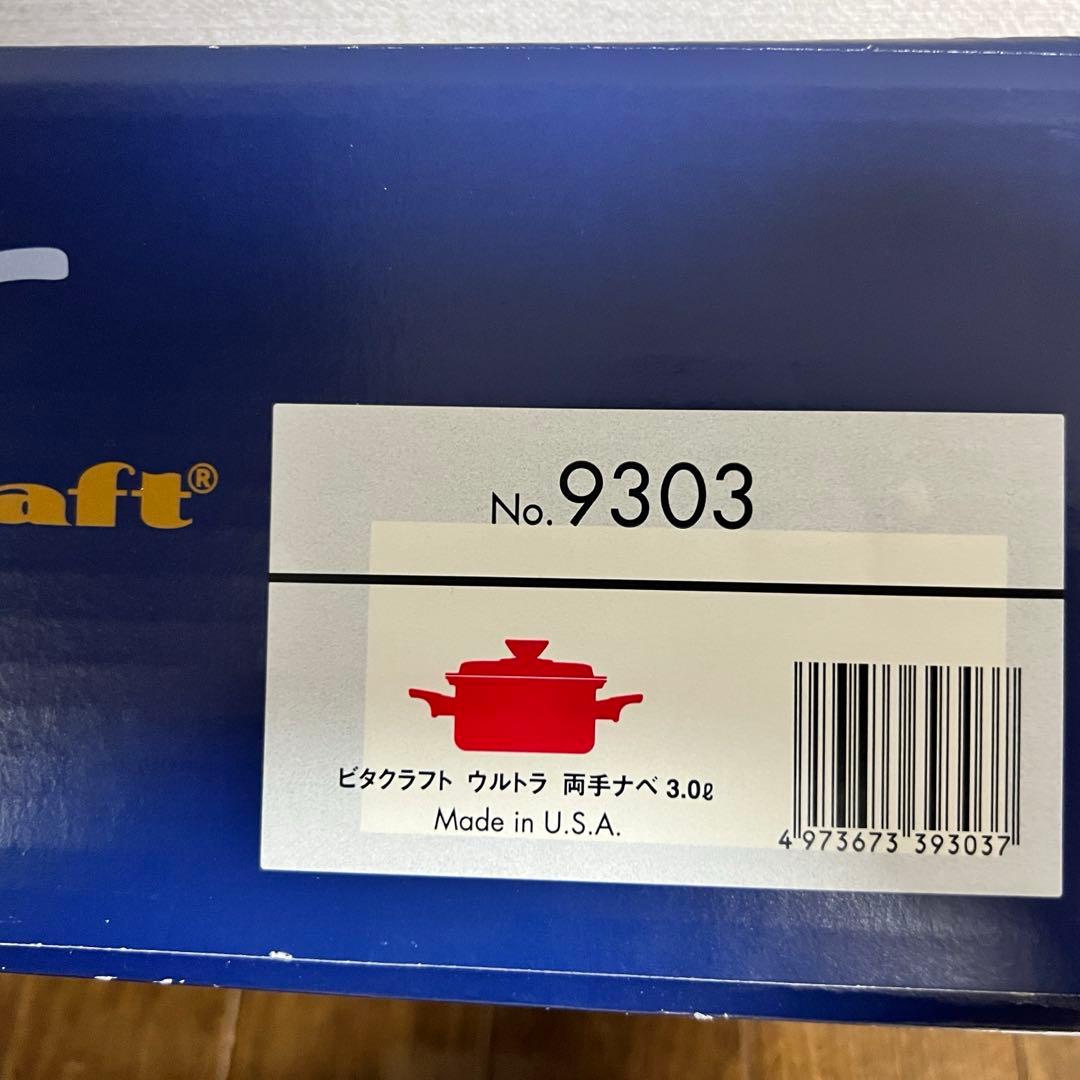 aft®
No.9303
ビタクラフト ウルトラ 両手ナベ 3.0ℓ
Made in U.S.A.
4 973673 393037